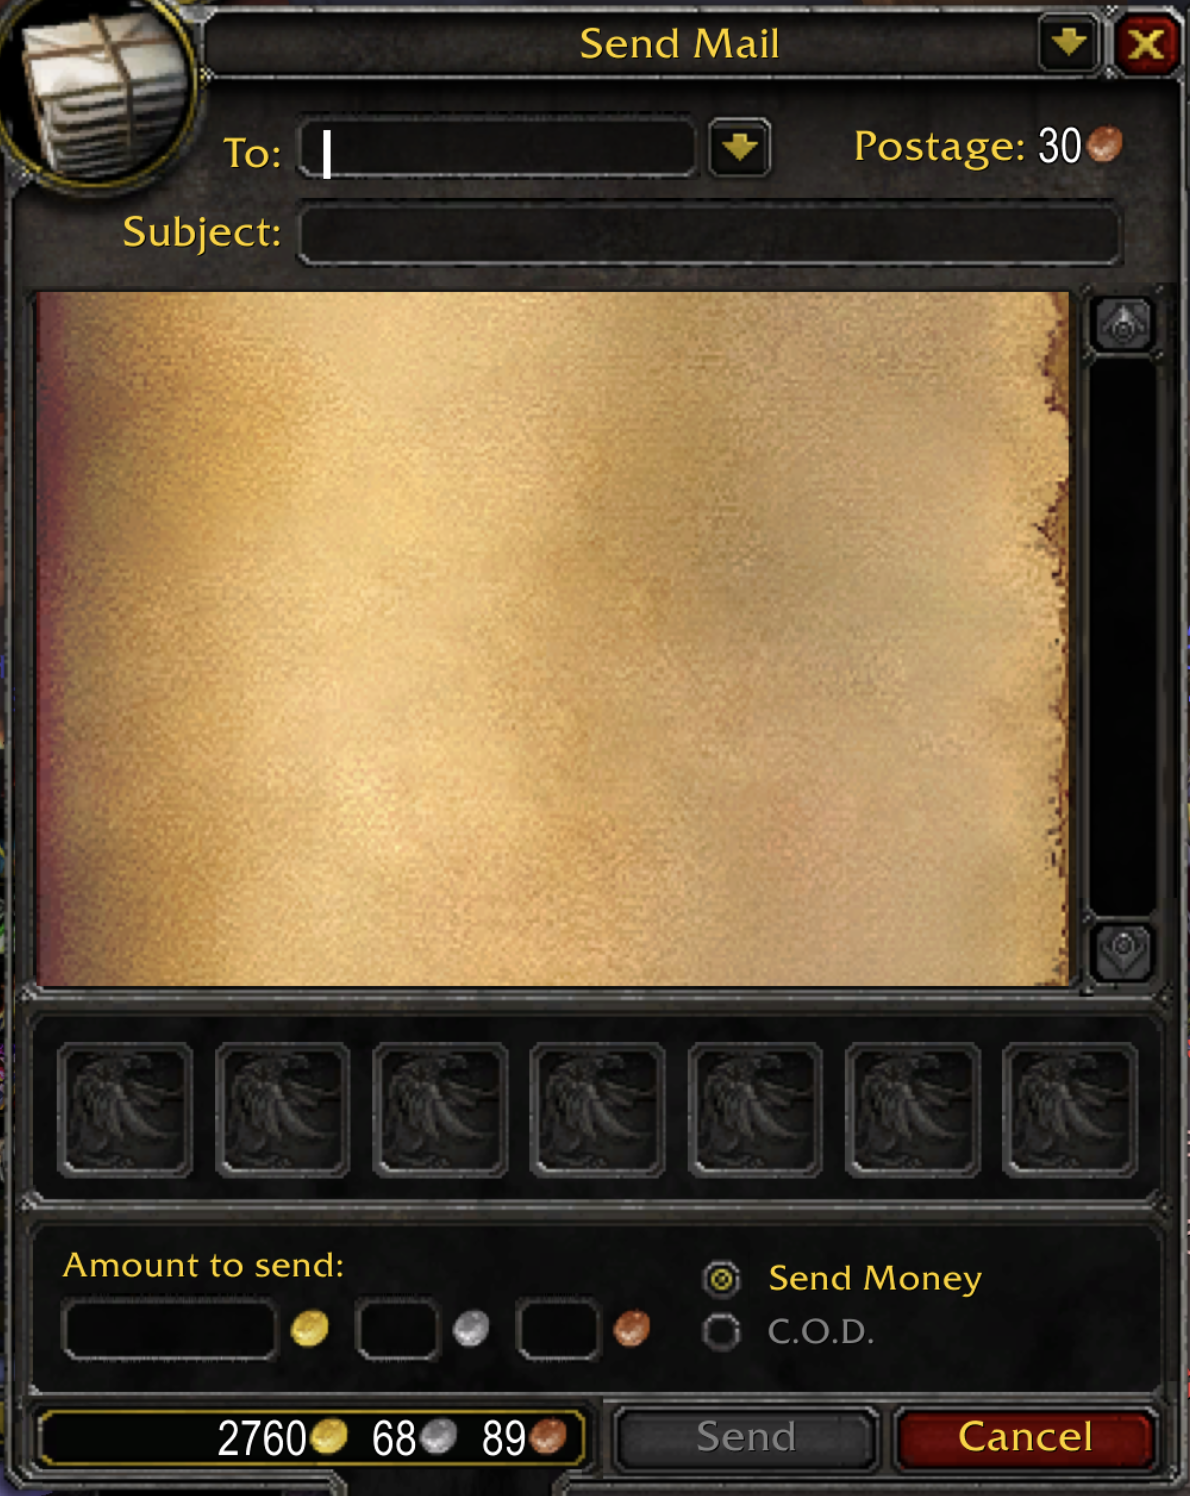 Send Mail
To:
Postage: 30
Subject:
Amount to send:
Send Money
C.O.D.
2760 68 89
Send
Cancel